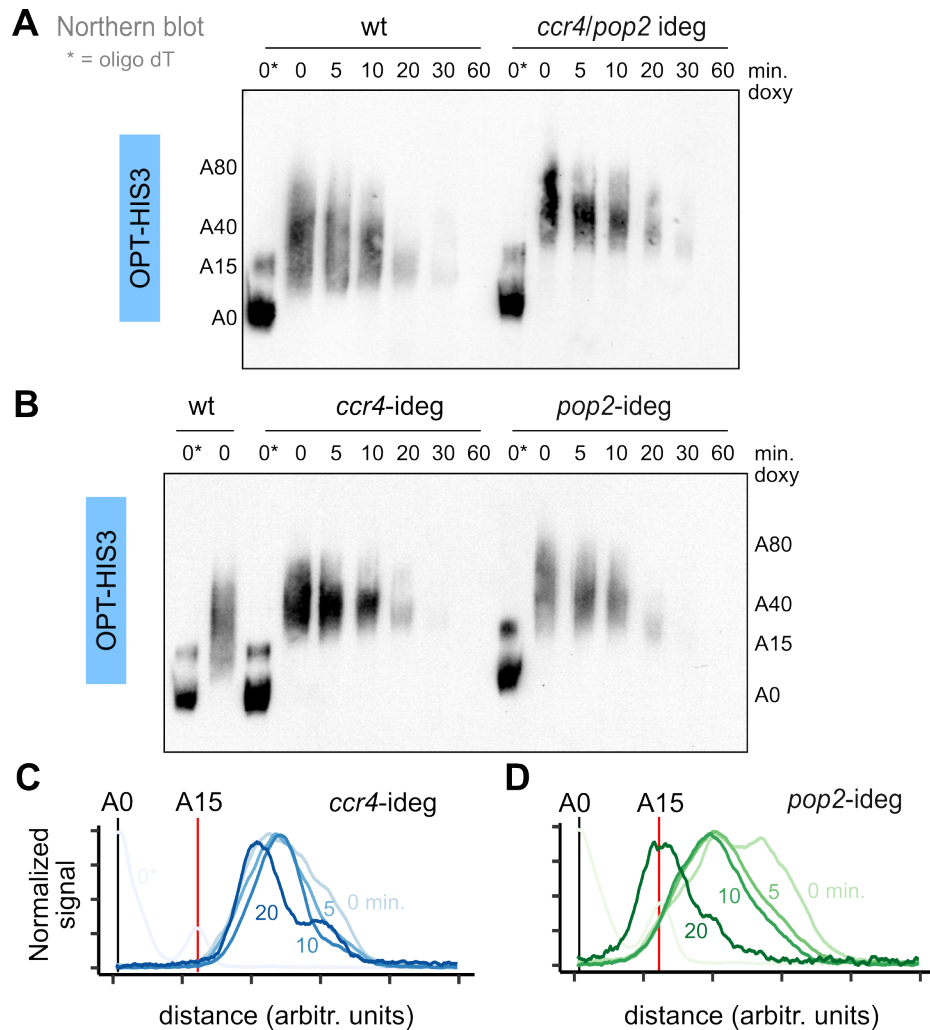 A Northern blot
* = oligo dT
wt
ccr4/pop2 ideg
0* 0 5 10 20 30 60
0* 0 5 10 20 30 60
min.
doxy
OPT-HIS3
A80
A40
A15
A0
B
wt
ccr4-ideg
pop2-ideg
0* 0
0* 0 5 10 20 30 60
0* 0 5 10 20 30 60
min.
doxy
OPT-HIS3
A80
A40
A15
A0
C
A0 A15 ccr4-ideg
Normalized
signal
0*
20
10
5
0 min.
distance (arbitr. units)
D
A0 A15 pop2-ideg
20
10
5
0 min.
distance (arbitr. units)